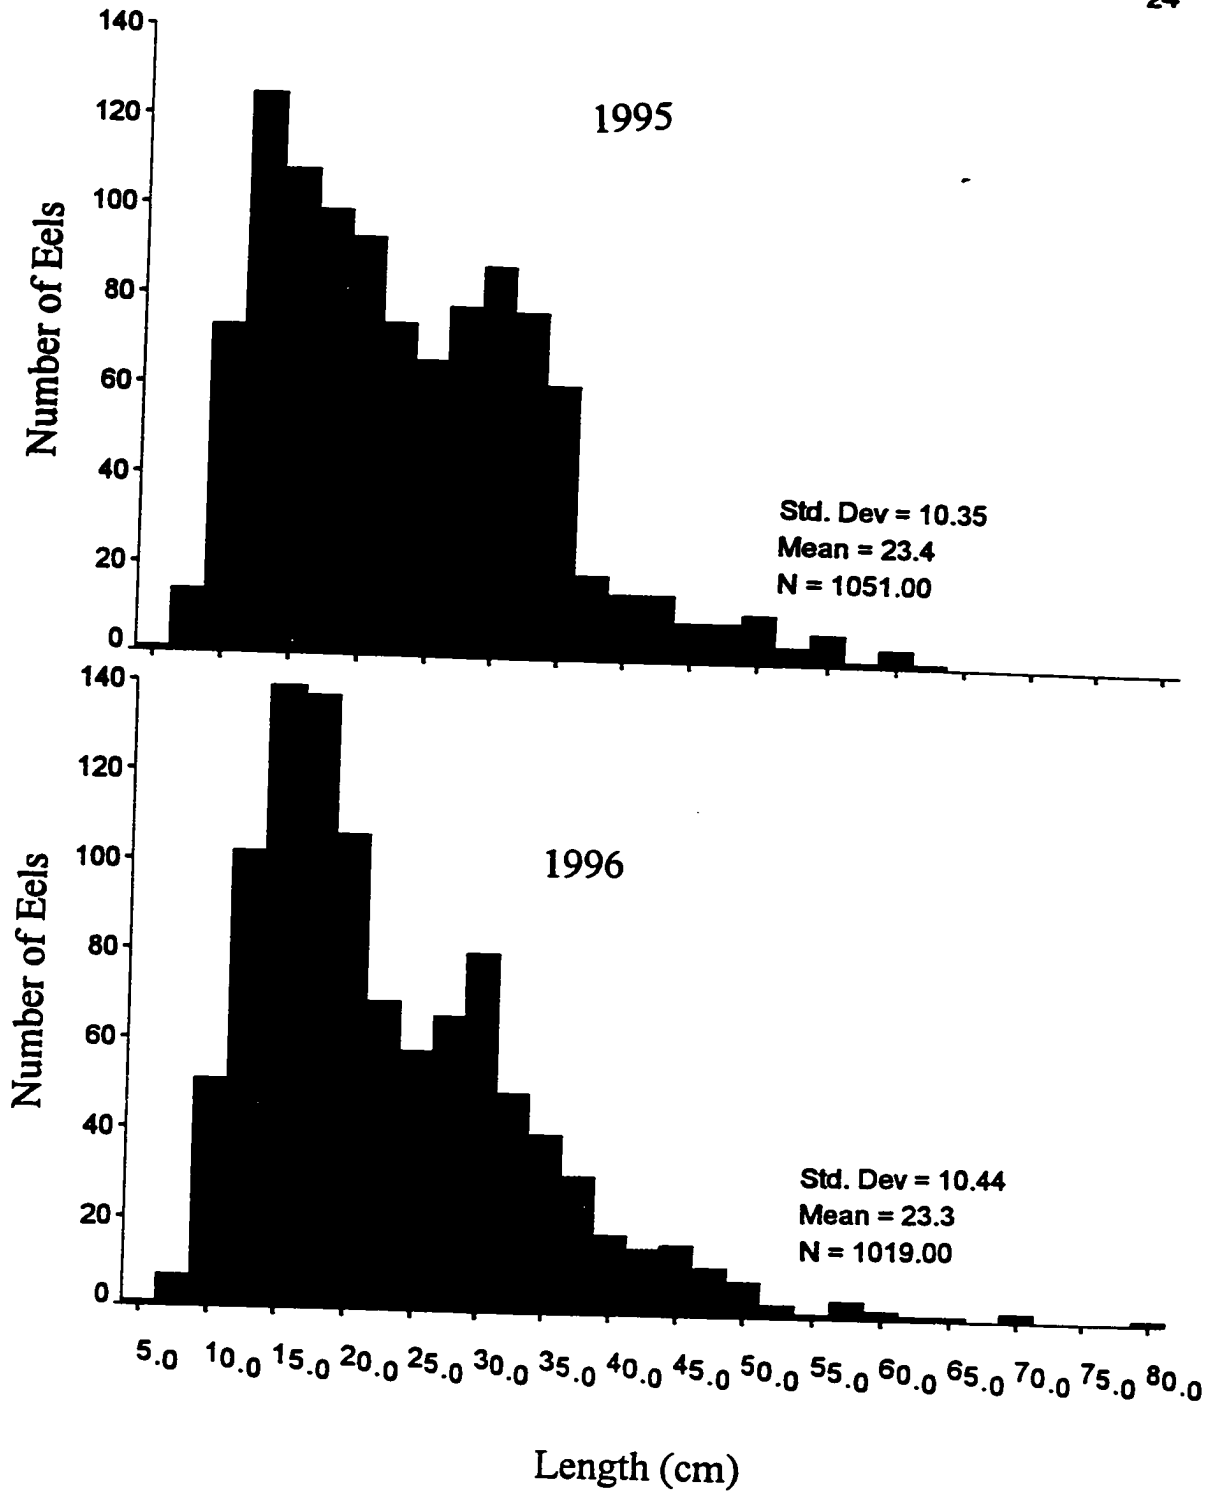 24
140
120
100
80
60
40
20
0
Number of Eels
1995
Std. Dev = 10.35
Mean = 23.4
N = 1051.00
140
120
100
80
60
40
20
0
Number of Eels
1996
Std. Dev = 10.44
Mean = 23.3
N = 1019.00
5.0 10.0 15.0 20.0 25.0 30.0 35.0 40.0 45.0 50.0 55.0 60.0 65.0 70.0 75.0 80.0
Length (cm)